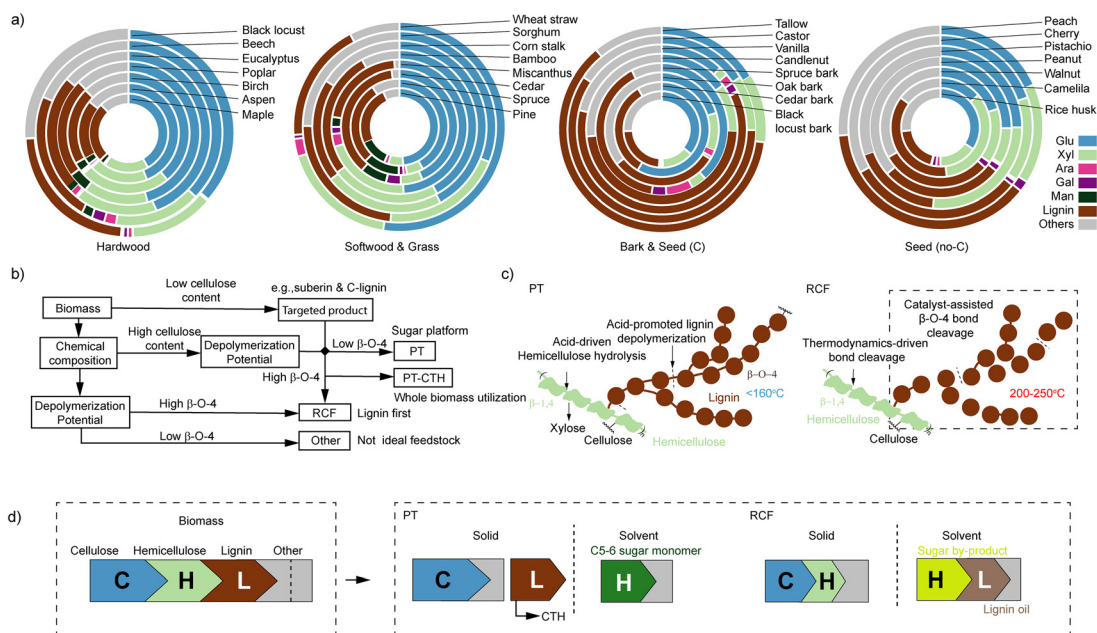 a)
Black locust
Beech
Eucalyptus
Poplar
Birch
Aspen
Maple
Hardwood
Wheat straw
Sorghum
Corn stalk
Bamboo
Miscanthus
Cedar
Spruce
Pine
Softwood & Grass
Tallow
Castor
Vanilla
Candlenut
Spruce bark
Oak bark
Cedar bark
Black
locust bark
Bark & Seed (C)
Peach
Cherry
Pistachio
Peanut
Walnut
Camelila
Rice husk
Seed (no-C)
Glu
Xyl
Ara
Gal
Man
Lignin
Others
b)
Biomass
Low cellulose
content
e.g.,suberin & C-lignin
Targeted product
Chemical
composition
High cellulose
content
Depolymerization
Potential
Low β-O-4
Sugar platform
PT
High β-O-4
PT-CTH
Whole biomass utilization
Depolymerization
Potential
High β-O-4
RCF
Lignin first
Low β-O-4
Other
Not ideal feedstock
c)
PT
Acid-driven
Hemicellulose hydrolysis
Acid-promoted lignin
depolymerization
β-O-4
<160°C
Lignin
β-1,4
Xylose
Cellulose
Hemicellulose
RCF
Catalyst-assisted
β-O-4 bond
cleavage
Thermodynamics-driven
bond cleavage
200-250°C
β-1,4
Hemicellulose
Cellulose
d)
Biomass
Cellulose
Hemicellulose
Lignin
Other
C
H
L
PT
Solid
C
L
CTH
Solvent
C5-6 sugar monomer
H
RCF
Solid
C
H
Solvent
Sugar by-product
H
L
Lignin oil